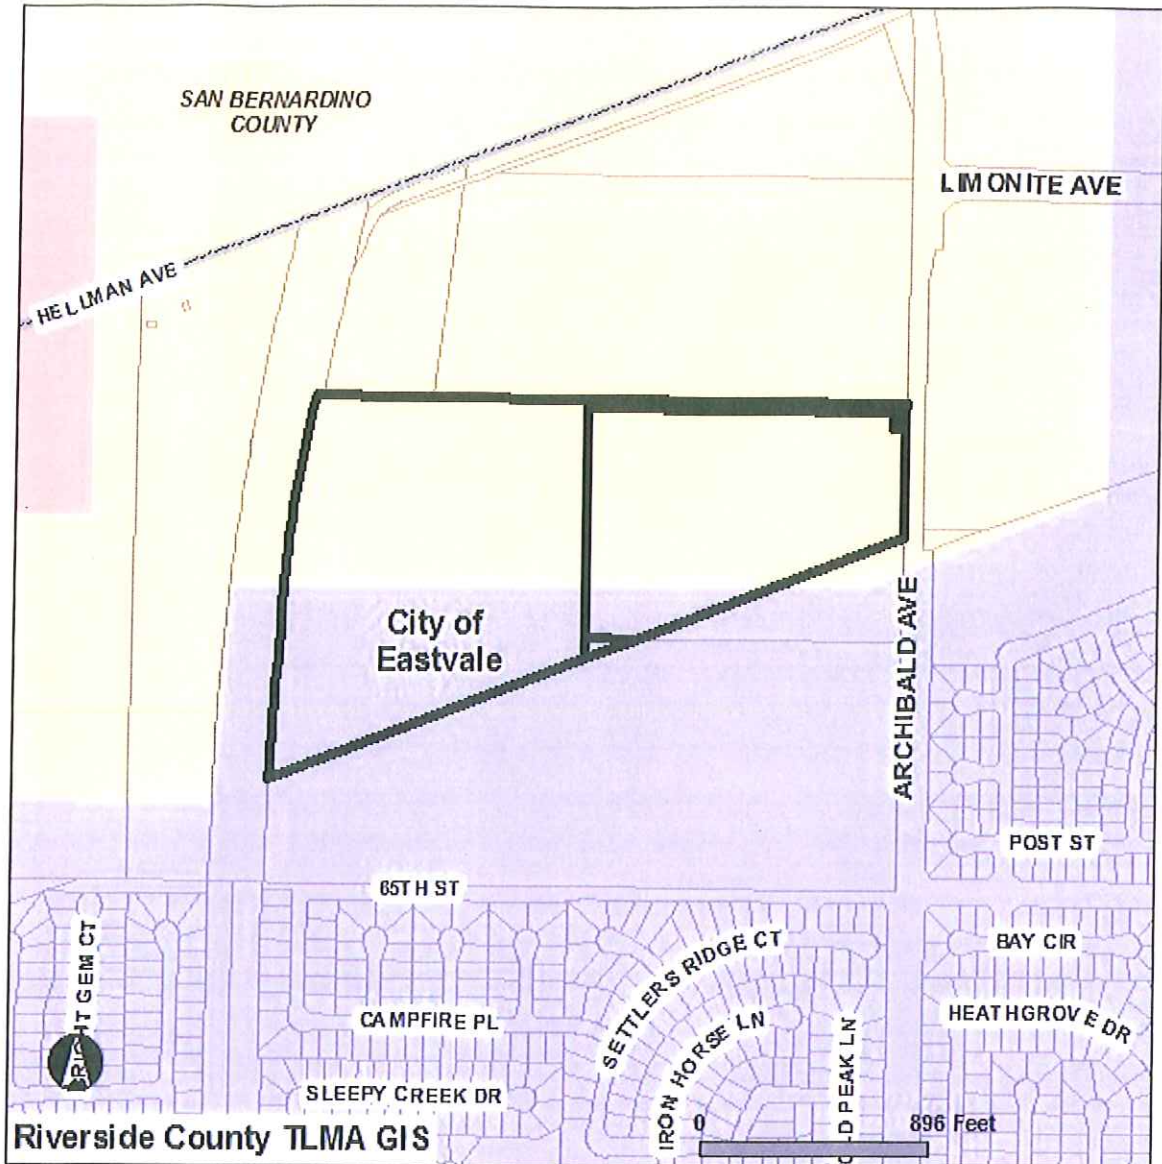 SAN BERNARDINO
COUNTY
LIMONITE AVE
HELLMAN AVE
City of
Eastvale
ARCHIBALD AVE
POST ST
65TH ST
BAY CIR
SETTLERS RIDGE CT
CAMPFIRE PL
HEATHGROVE DR
IRON HORSE LN
PEAK LN
SLEEPY CREEK DR
0 896 Feet
Riverside County TLMA GIS